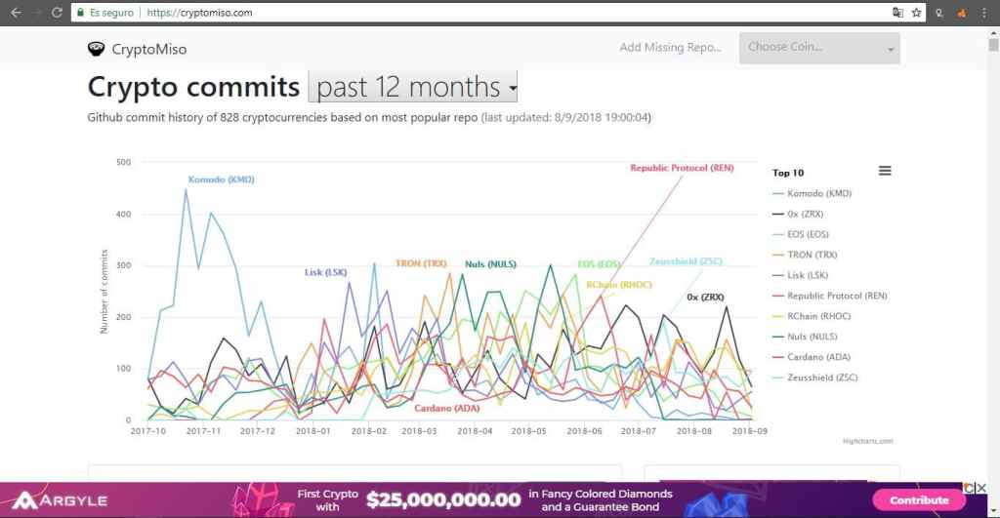 Es seguro
https://cryptomiso.com
CryptoMiso
Add Missing Repo...
Choose Coin...
Crypto commits past 12 months
Github commit history of 828 cryptocurrencies based on most popular repo (last updated: 8/9/2018 19:00:04)
Number of commits
500
400
300
200
100
0
2017-10
2017-11
2017-12
2018-01
2018-02
2018-03
2018-04
2018-05
2018-06
2018-07
2018-08
2018-09
Komodo (KMD)
Lisk (LSK)
TRON (TRX)
Nuls (NULS)
EOS (EOS)
RChain (RHOC)
Republic Protocol (REN)
Zeusshield (ZSC)
0x (ZRX)
Cardano (ADA)
Top 10
Komodo (KMD)
0x (ZRX)
EOS (EOS)
TRON (TRX)
Lisk (LSK)
Republic Protocol (REN)
RChain (RHOC)
Nuls (NULS)
Cardano (ADA)
Zeusshield (ZSC)
Highcharts.com
ARGYLE
First Crypto
with
$25,000,000.00
in Fancy Colored Diamonds
and a Guarantee Bond
Contribute